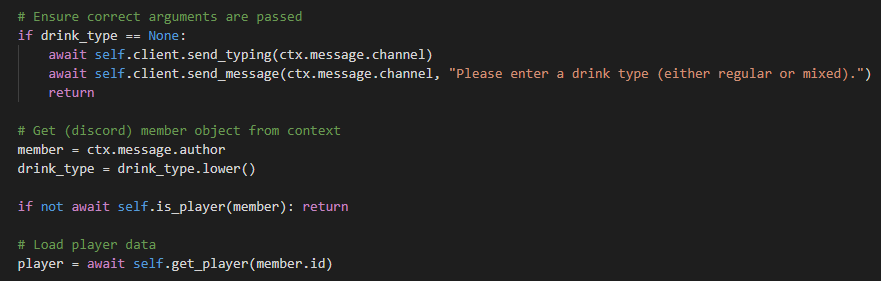 # Ensure correct arguments are passed
if drink_type == None:
    await self.client.send_typing(ctx.message.channel)
    await self.client.send_message(ctx.message.channel, "Please enter a drink type (either regular or mixed).")
    return
# Get (discord) member object from context
member = ctx.message.author
drink_type = drink_type.lower()
if not await self.is_player(member): return
# Load player data
player = await self.get_player(member.id)